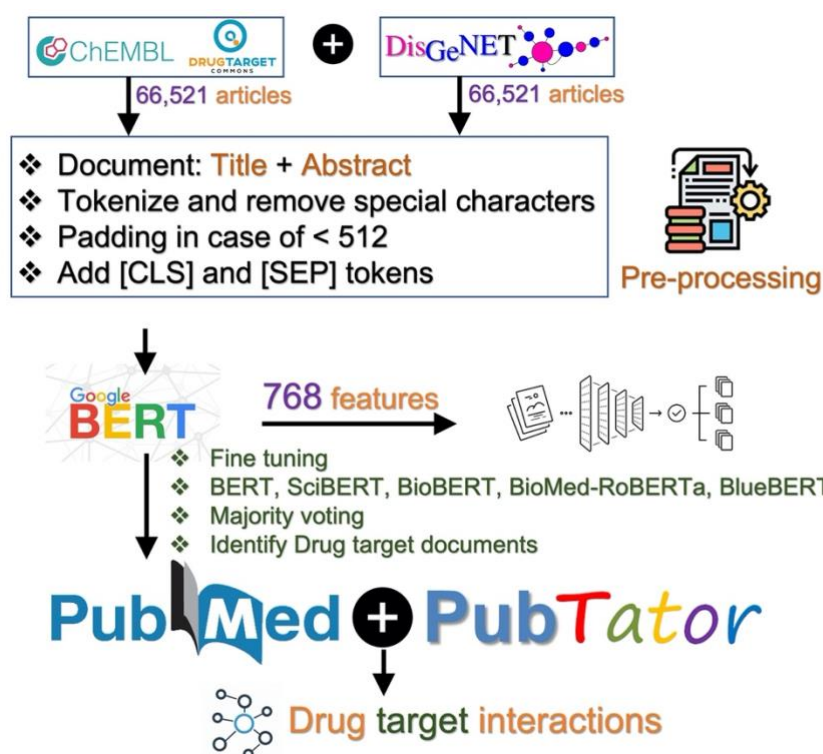 ChEMBL
DRUGTARGET
COMMONS
+
DisGeNET
66,521 articles
66,521 articles
❖ Document: Title + Abstract
❖ Tokenize and remove special characters
❖ Padding in case of < 512
❖ Add [CLS] and [SEP] tokens
Pre-processing
Google
BERT
768 features
❖ Fine tuning
❖ BERT, SciBERT, BioBERT, BioMed-RoBERTa, BlueBERT
❖ Majority voting
❖ Identify Drug target documents
PubMed + PubTator
Drug target interactions